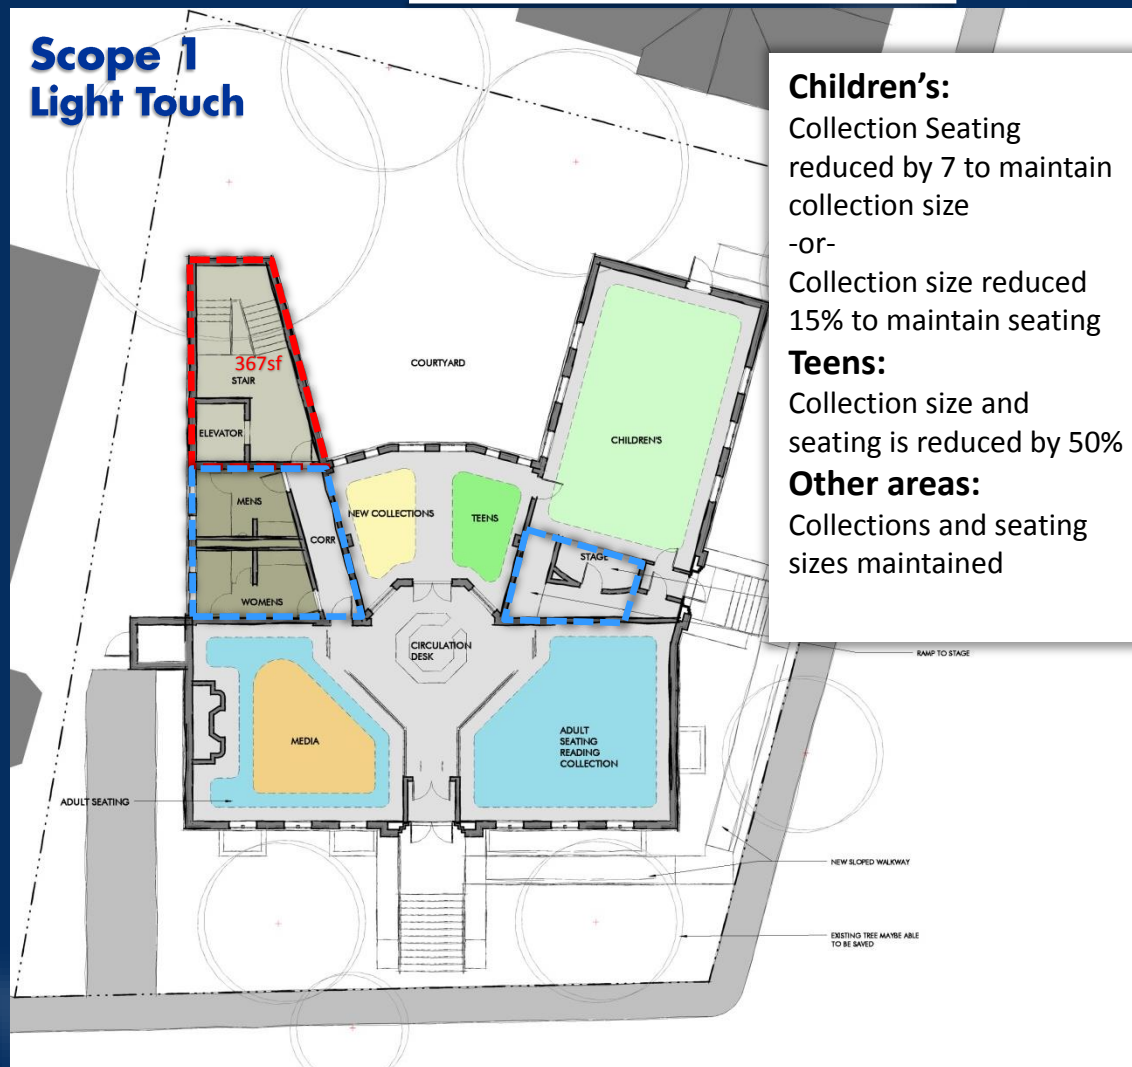 Scope 1
Light Touch
Children's:
Collection Seating
reduced by 7 to maintain
collection size
-or-
Collection size reduced
15% to maintain seating
Teens:
Collection size and
seating is reduced by 50%
Other areas:
Collections and seating
sizes maintained
367sf
STAIR
ELEVATOR
COURTYARD
CHILDREN'S
MENS
CORR
NEW COLLECTIONS
TEENS
STAGE
WOMENS
CIRCULATION
DESK
RAMP TO STAGE
MEDIA
ADULT
SEATING
READING
COLLECTION
ADULT SEATING
NEW SLOPED WALKWAY
EXISTING TREE MAYBE ABLE
TO BE SAVED